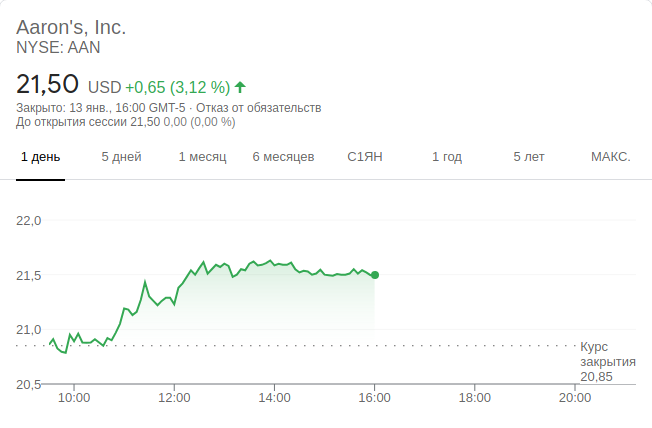 Aaron's, Inc.
NYSE: AAN
21,50 USD +0,65 (3,12 %)
Закрыто: 13 янв., 16:00 GMT-5 · Отказ от обязательств
До открытия сессии 21,50 0,00 (0,00 %)
1 день 5 дней 1 месяц 6 месяцев С1ЯН 1 год 5 лет МАКС.
22,0
21,5
21,0
Курс
закрытия
20,85
20,5
10:00 12:00 14:00 16:00 18:00 20:00